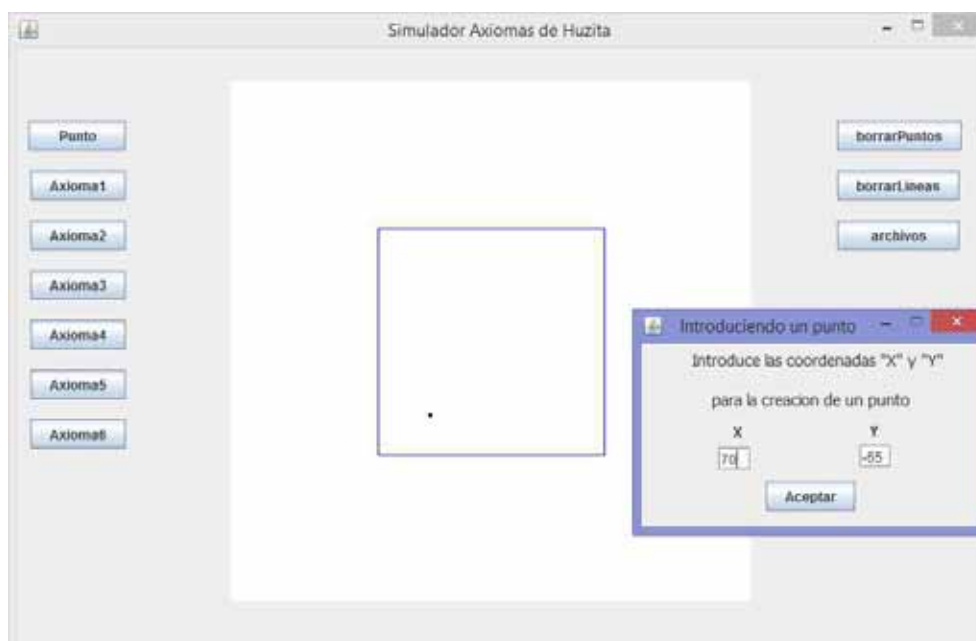 Simulador Axiomas de Huzita
Punto
Axioma1
Axioma2
Axioma3
Axioma4
Axioma5
Axioma6
borrarPuntos
borrarLineas
archivos
Introduciendo un punto
Introduce las coordenadas "X" y "Y"
para la creacion de un punto
X Y
70 -55
Aceptar